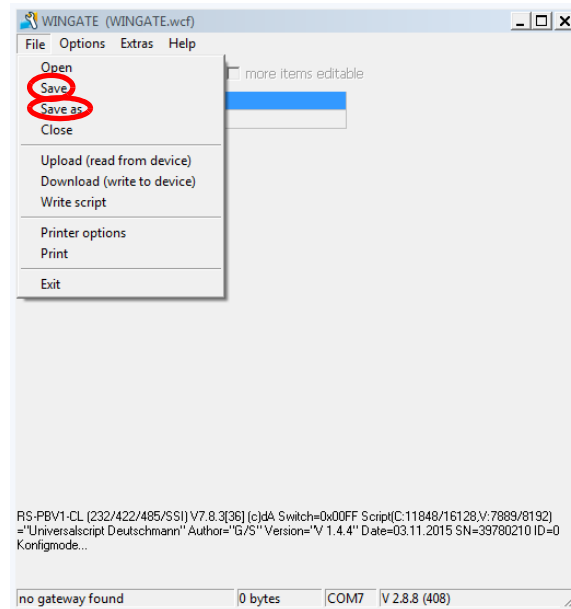 WINGATE (WINGATE.wcf)
File Options Extras Help
Open
more items editable
Save
Save as
Close
Upload (read from device)
Download (write to device)
Write script
Printer options
Print
Exit
RS-PBV1-CL (232/422/485/SSI) V7.8.3[36] (c)dA Switch=0x00FF Script(C:11848/16128,V:7889/8192)
="Universalscript Deutschmann" Author="G/S" Version="V 1.4.4" Date=03.11.2015 SN=39780210 ID=0
Konfigmode...
no gateway found 0 bytes COM7 V 2.8.8 (408)